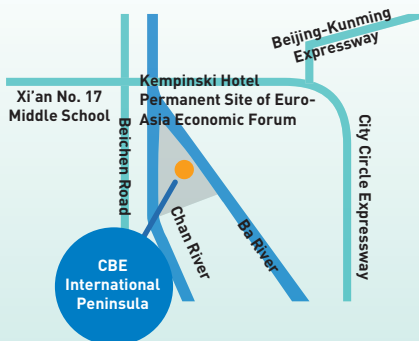 Beijing-Kunming
Expressway
Kempinski Hotel
Permanent Site of Euro-
Asia Economic Forum
Xi'an No. 17
Middle School
Beichen Road
City Circle Expressway
Chan River
Ba River
CBE
International
Peninsula